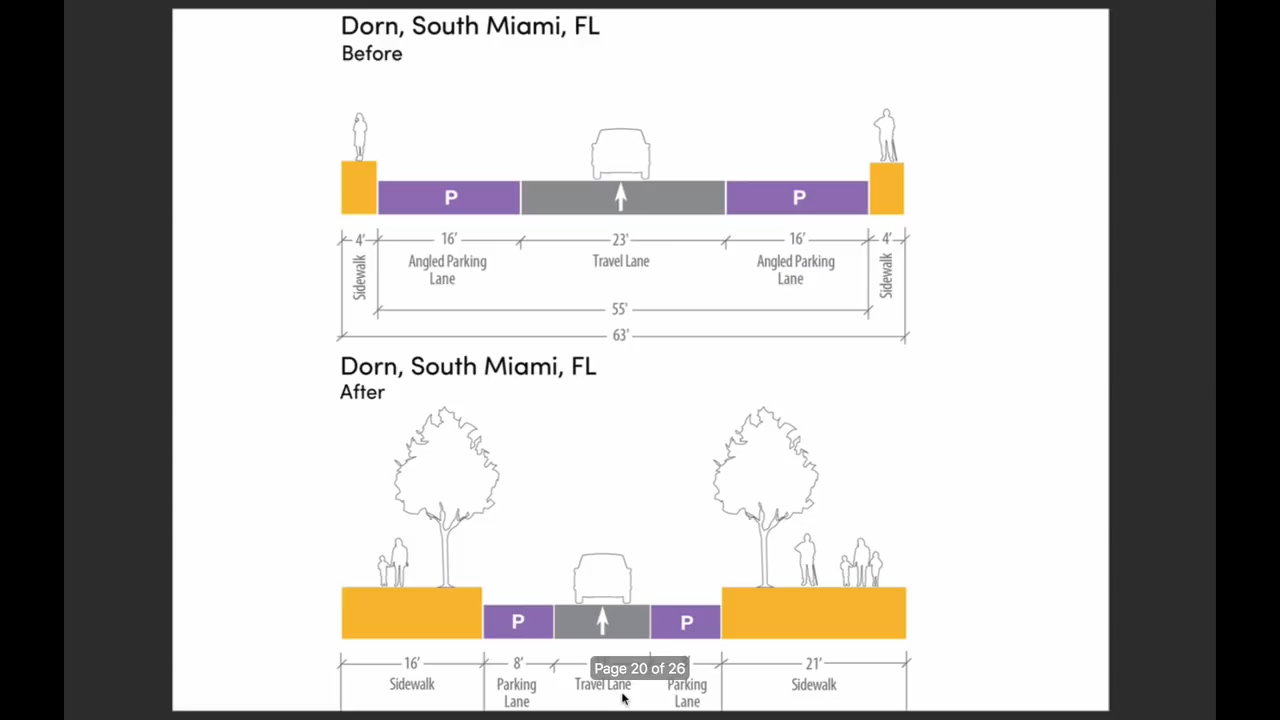 Dorn, South Miami, FL
Before
P
P
4'
16'
23'
16'
4'
Sidewalk
Angled Parking
Lane
Travel Lane
Angled Parking
Lane
Sidewalk
55'
63'
Dorn, South Miami, FL
After
P
P
16'
8'
21'
Page 20 of 26
Sidewalk
Parking
Lane
Travel Lane
Parking
Lane
Sidewalk